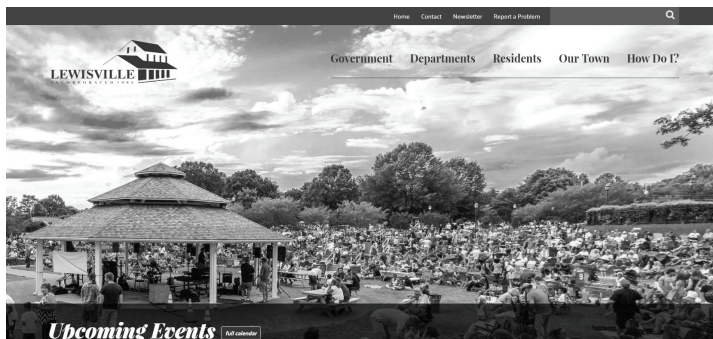 Home Contact Newsletter Report a Problem
LEWISVILLE
Government Departments Residents Our Town How Do I?
Upcoming Events full calendar